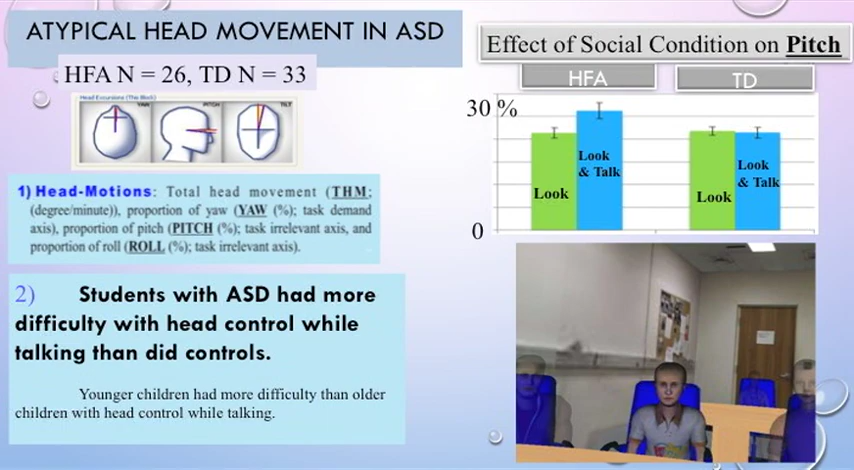 ATYPICAL HEAD MOVEMENT IN ASD
HFA N = 26, TD N = 33
Head Excursions (This Block)
YAW PITCH TILT
1) Head-Motions: Total head movement (THM;
(degree/minute)), proportion of yaw (YAW (%); task demand
axis), proportion of pitch (PITCH (%); task irrelevant axis, and
proportion of roll (ROLL (%); task irrelevant axis).
2) Students with ASD had more
difficulty with head control while
talking than did controls.
Younger children had more difficulty than older
children with head control while talking.
Effect of Social Condition on Pitch
HFA TD
30 %
Look
Look
& Talk
Look
Look
& Talk
0